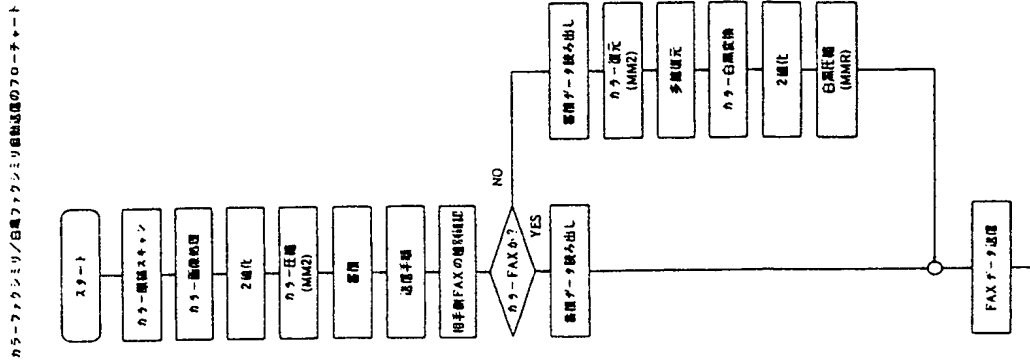 カラーファクシミリ/白黒ファクシミリ自動送信のフローチャート
スタート
カラー原稿スキャン
カラー画像処理
2値化
カラー圧縮
(MM2)
蓄積
送信手順
相手側FAXの種別確認
カラーFAXか?
NO
YES
蓄積データ読み出し
蓄積データ読み出し
カラー復元
(MM2)
多値復元
カラー白黒変換
2値化
白黒圧縮
(MMR)
FAXデータ送信